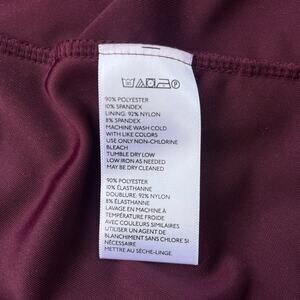 90% POLYESTER
10% SPANDEX
LINING: 92% NYLON
8% SPANDEX
MACHINE WASH COLD
WITH LIKE COLORS
USE ONLY NON-CHLORINE
BLEACH
TUMBLE DRY LOW
LOW IRON AS NEEDED
MAY BE DRY CLEANED
90% POLYESTER
10% ÉLASTHANNE
DOUBLURE: 92% NYLON
8% ÉLASTHANNE
LAVAGE EN MACHINE À
TEMPÉRATURE FROIDE
AVEC COULEURS SIMILAIRES
UTILISER UN AGENT DE
BLANCHIMENT SANS CHLORE SI
NÉCESSAIRE
METTRE AU SÈCHE-LINGE